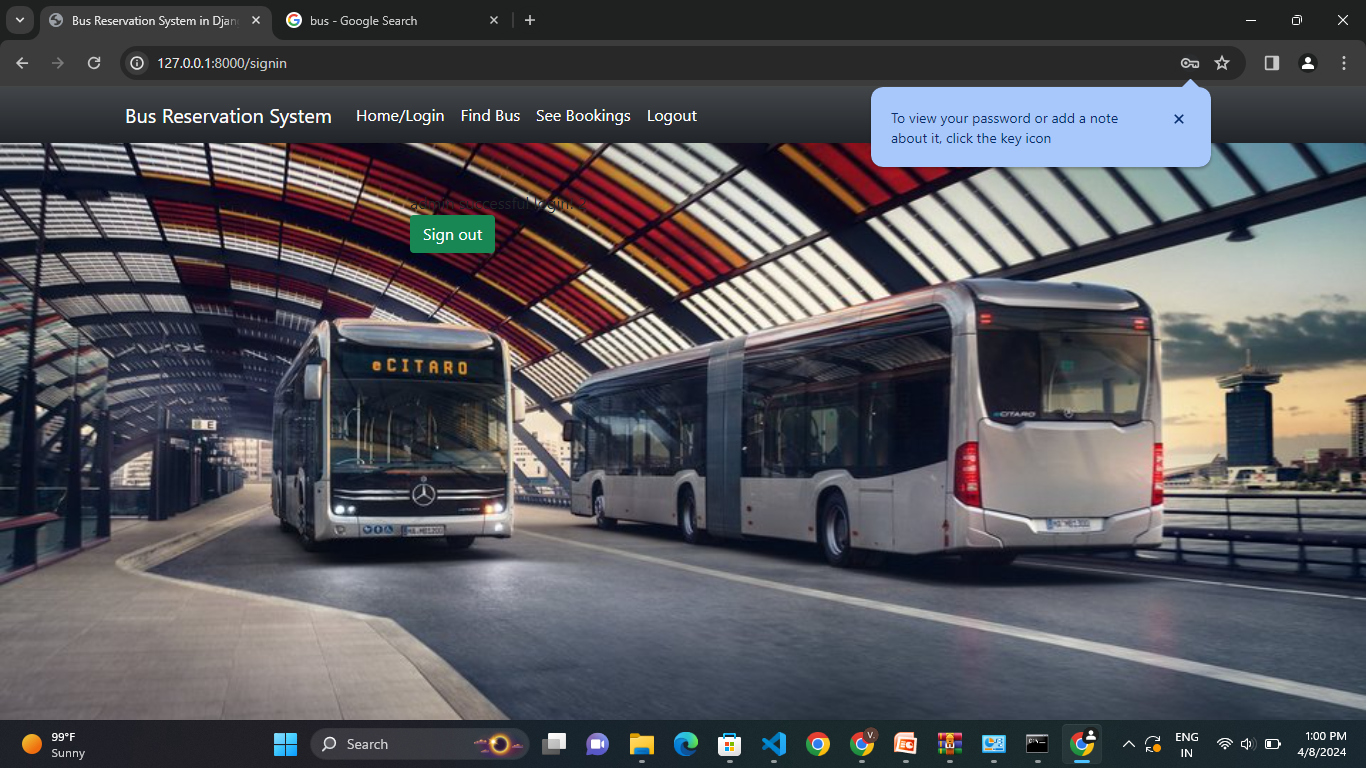 Bus Reservation System in Djan
bus - Google Search
127.0.0.1:8000/signin
Bus Reservation System
Home/Login
Find Bus
See Bookings
Logout
To view your password or add a note
about it, click the key icon
successful login
Sign out
eCITARO
E
eCITARO
99°F
Sunny
Search
V.
ENG
IN
1:00 PM
4/8/2024